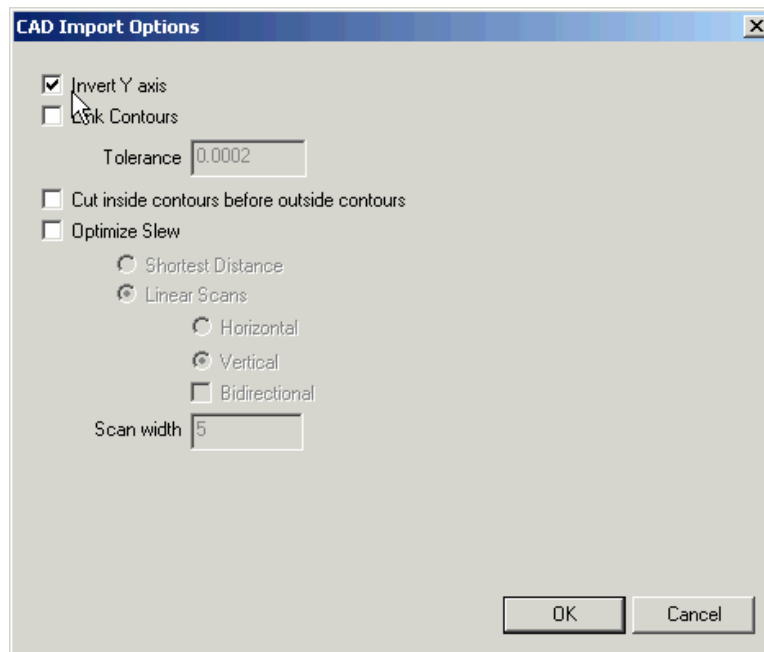 CAD Import Options
Invert Y axis
Link Contours
Tolerance 0.0002
Cut inside contours before outside contours
Optimize Slew
Shortest Distance
Linear Scans
Horizontal
Vertical
Bidirectional
Scan width 5
OK Cancel